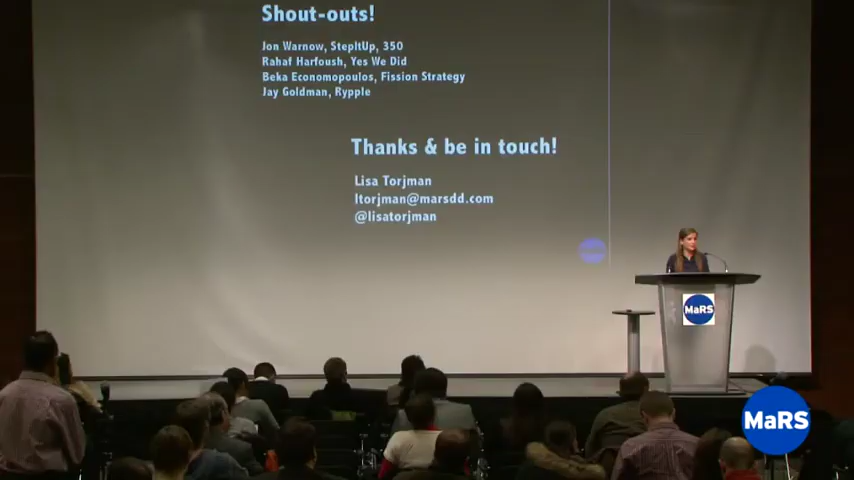 Shout-outs!
Jon Warnow, StepItUp, 350
Rahaf Harfoush, Yes We Did
Beka Economopoulos, Fission Strategy
Jay Goldman, Rypple
Thanks & be in touch!
Lisa Torjman
ltorjman@marsdd.com
@lisatorjman
MaRS
MaRS